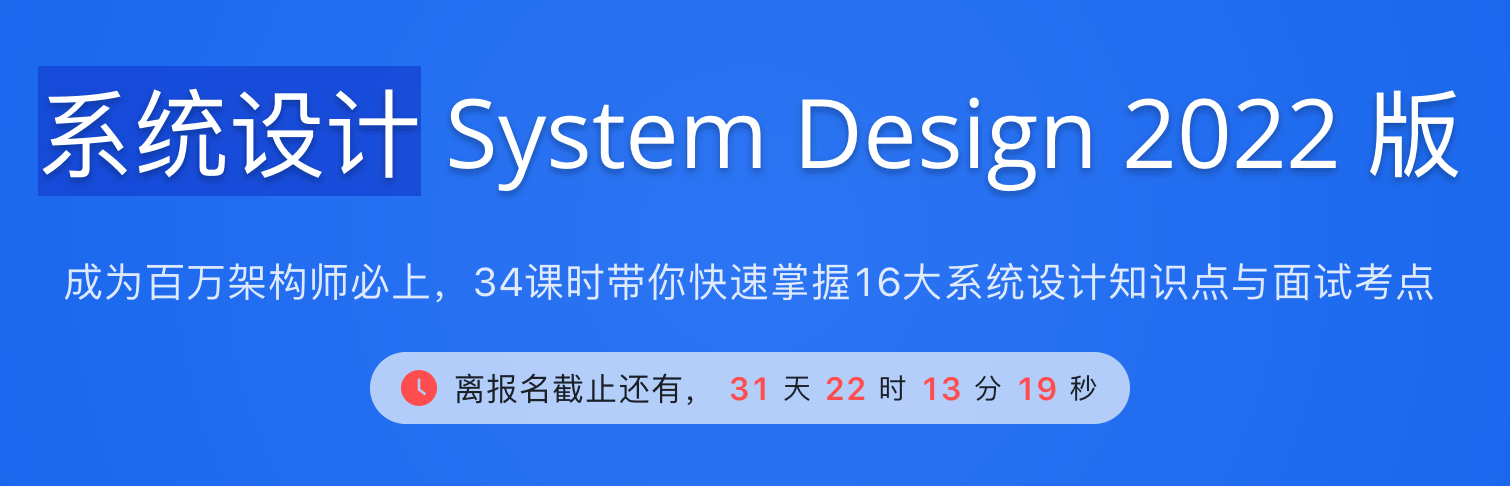 系统设计 System Design 2022 版
成为百万架构师必上，34课时带你快速掌握16大系统设计知识点与面试考点
离报名截止还有， 31 天 22 时 13 分 19 秒